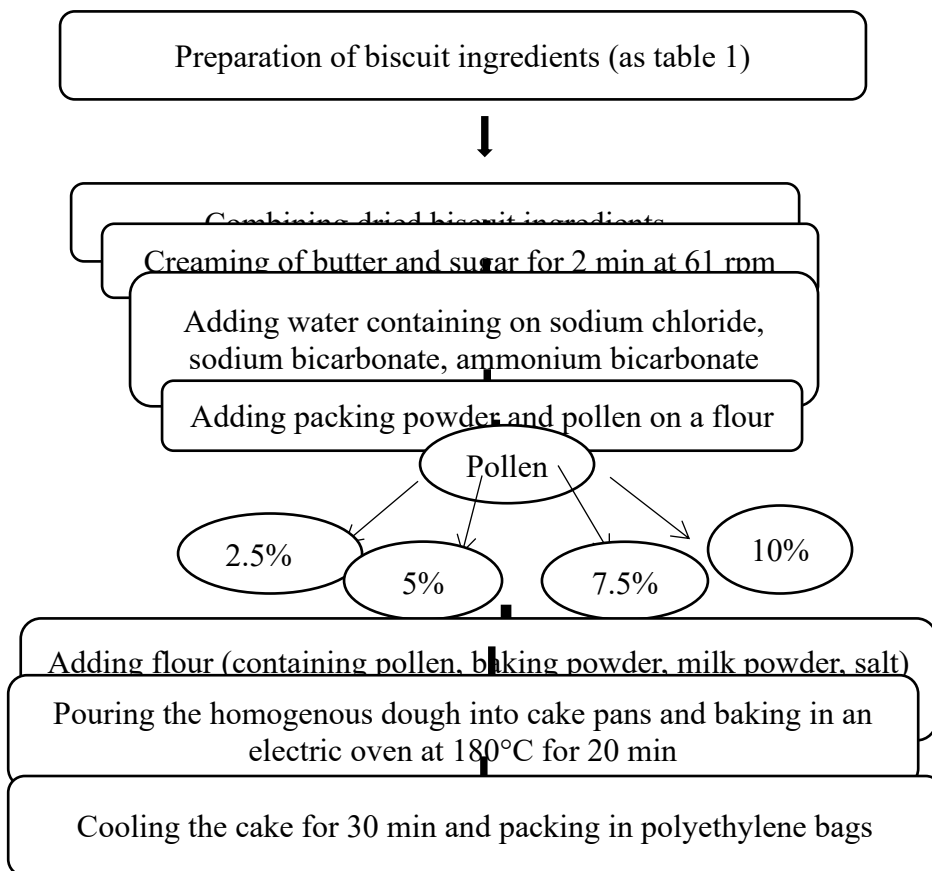 Preparation of biscuit ingredients (as table 1)
Combining dried biscuit ingredients
Creaming of butter and sugar for 2 min at 61 rpm
Adding water containing on sodium chloride,
sodium bicarbonate, ammonium bicarbonate
Adding packing powder and pollen on a flour
Pollen
2.5%
5%
7.5%
10%
Adding flour (containing pollen, baking powder, milk powder, salt)
Pouring the homogenous dough into cake pans and baking in an
electric oven at 180°C for 20 min
Cooling the cake for 30 min and packing in polyethylene bags